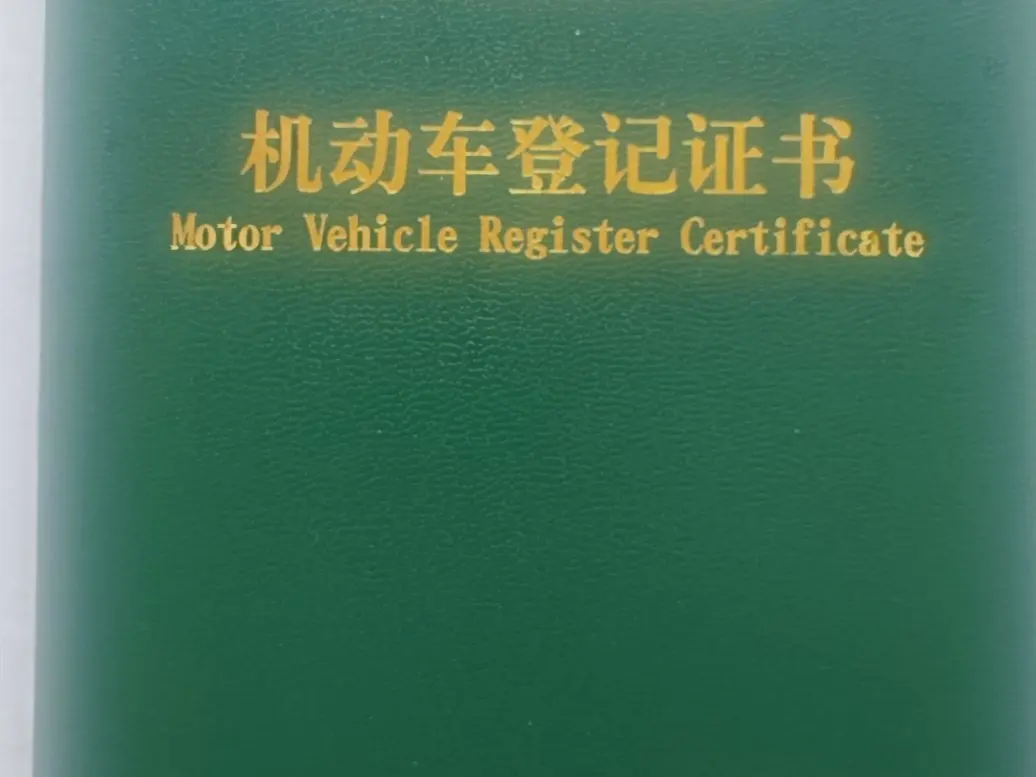 机动车登记证书
Motor Vehicle Register Certificate